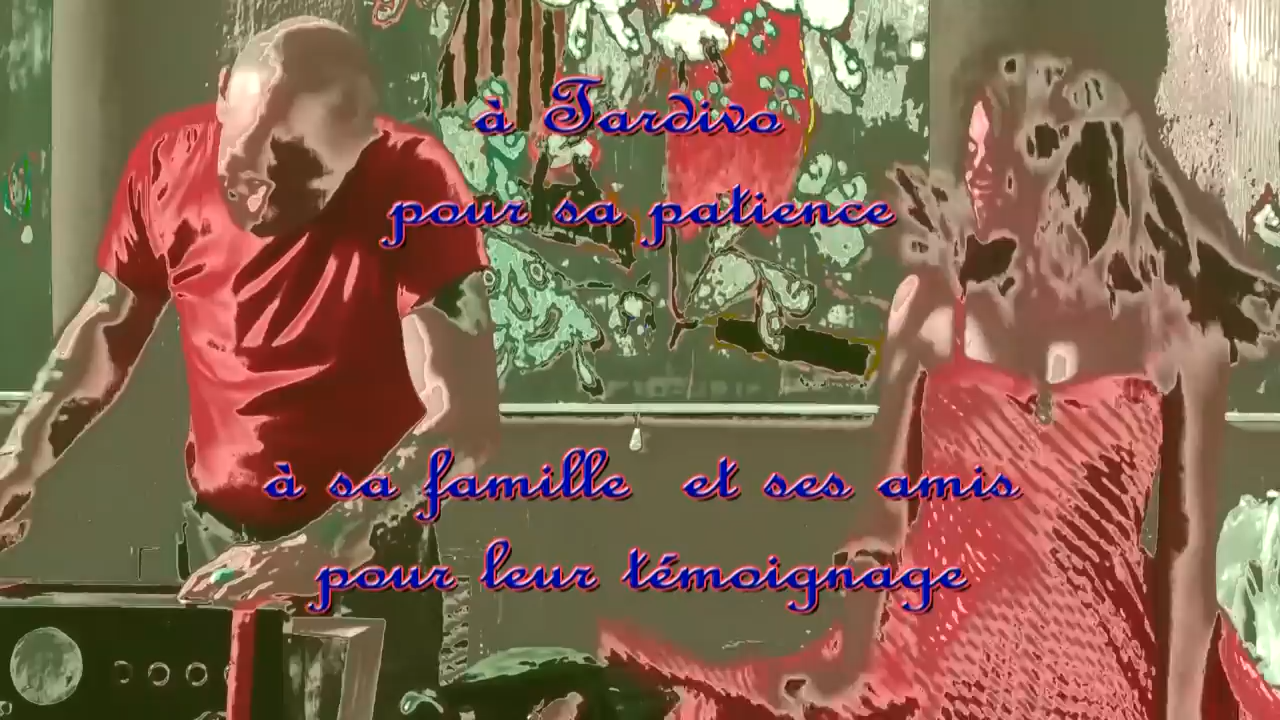 à Tardivo
pour sa patience
à sa famille et ses amis
pour leur témoignage